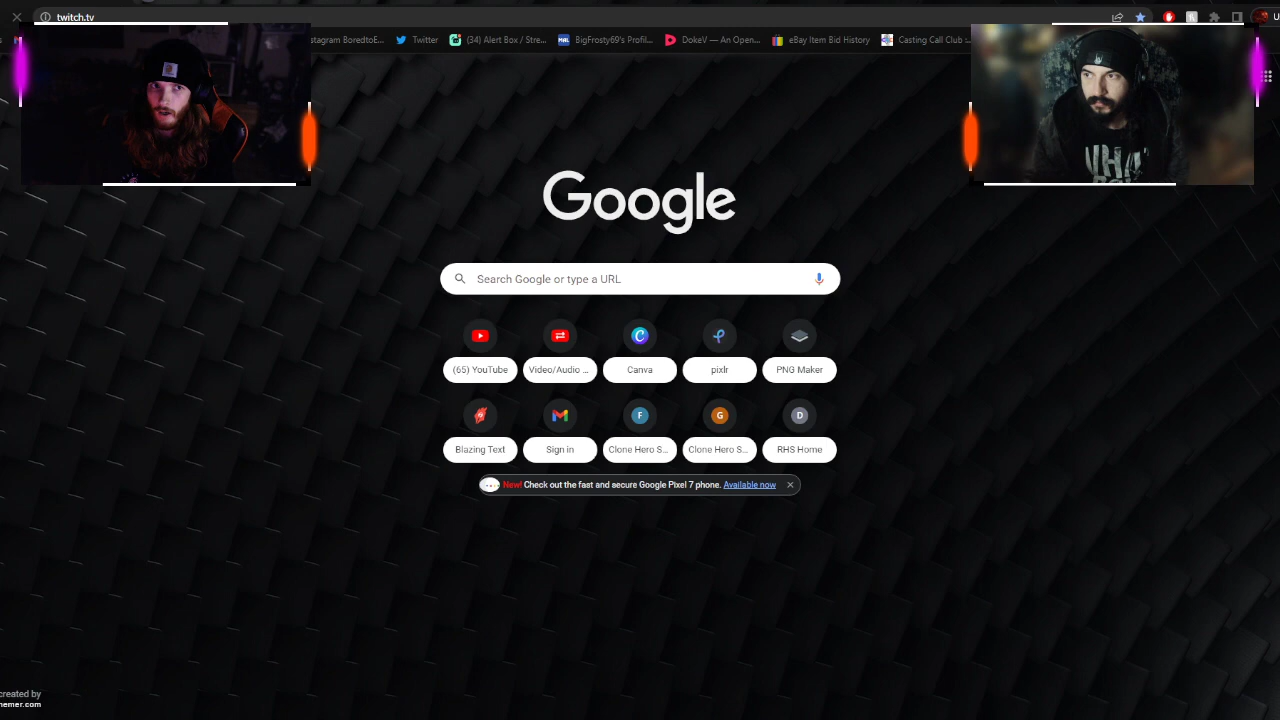 twitch.tv
stagram BoredtoE...
Twitter
(34) Alert Box / Stre...
BigFrosty69's Profil...
DokeV — An Open...
eBay Item Bid History
Casting Call Club :..
Google
Search Google or type a URL
(65) YouTube
Video/Audio ...
Canva
pixlr
PNG Maker
Blazing Text
F
G
D
Sign in
Clone Hero S...
Clone Hero S...
RHS Home
New! Check out the fast and secure Google Pixel 7 phone. Available now
created by
nemer.com